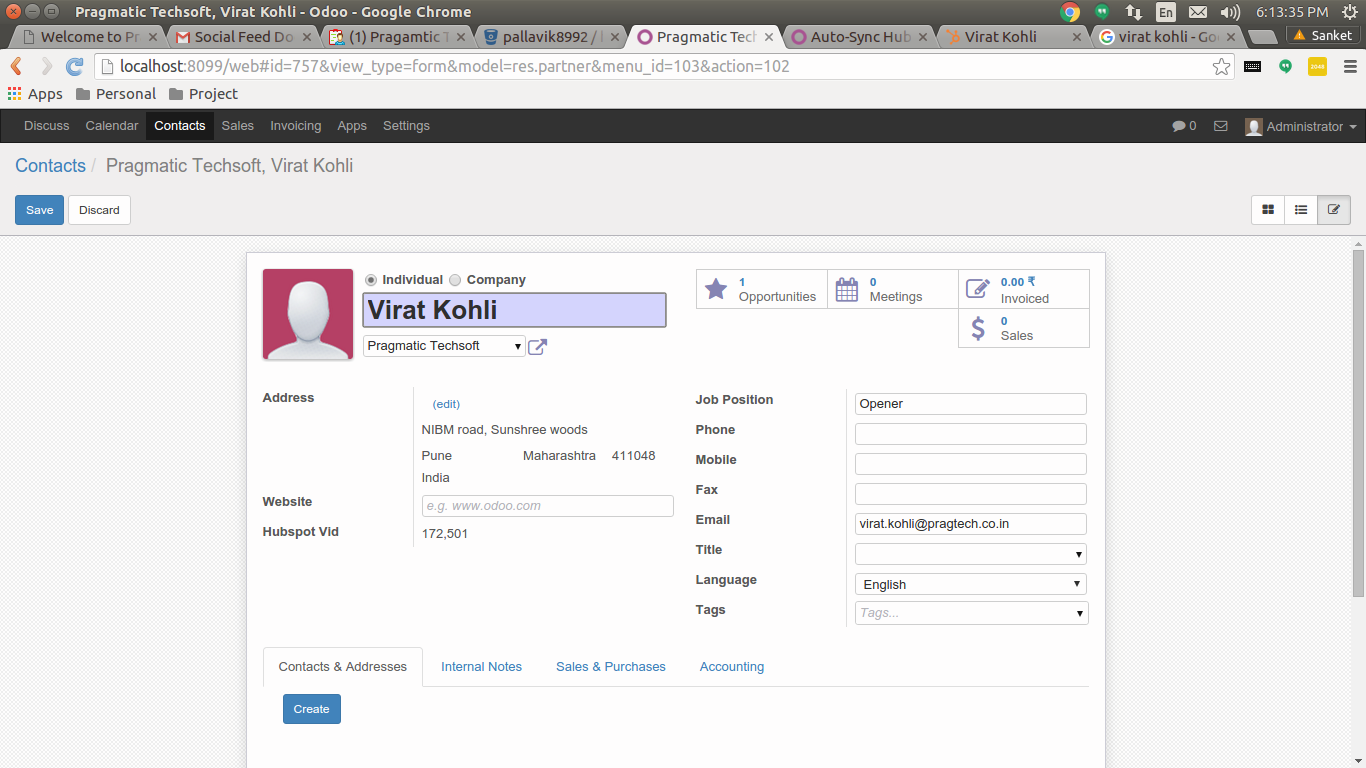 Pragmatic Techsoft, Virat Kohli - Odoo - Google Chrome
En 6:13:35 PM
Welcome to Pr Social Feed Do (1) Pragamtic T pallavik8992 / Pragmatic Tech Auto-Sync Hub Virat Kohli virat kohli - Go Sanket
localhost:8099/web#id=757&view_type=form&model=res.partner&menu_id=103&action=102
Apps Personal Project
Discuss Calendar Contacts Sales Invoicing Apps Settings 0 Administrator
Contacts / Pragmatic Techsoft, Virat Kohli
Save Discard
Individual Company
Virat Kohli
Pragmatic Techsoft
1 Opportunities
0 Meetings
0.00 ₹ Invoiced
0 Sales
Address
(edit)
NIBM road, Sunshree woods
Pune Maharashtra 411048
India
Website e.g. www.odoo.com
Hubspot Vid 172,501
Job Position Opener
Phone
Mobile
Fax
Email virat.kohli@pragtech.co.in
Title
Language English
Tags Tags...
Contacts & Addresses Internal Notes Sales & Purchases Accounting
Create